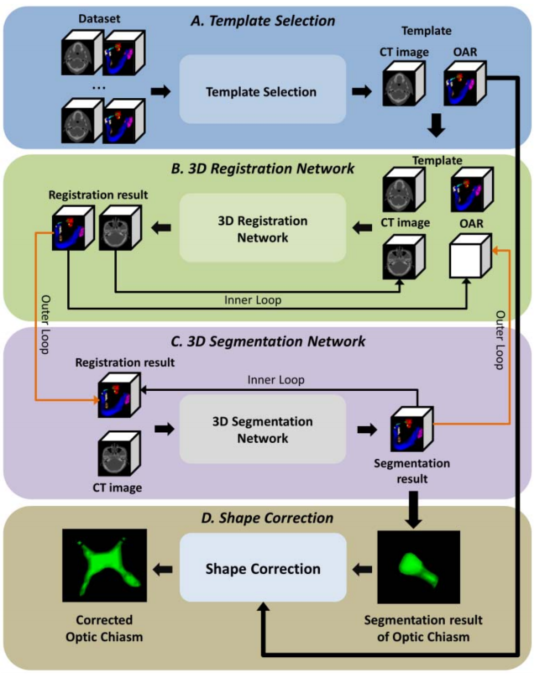 A. Template Selection
Dataset
...
Template Selection
Template
CT image OAR
B. 3D Registration Network
Registration result
3D Registration
Network
Template
CT image OAR
Inner Loop
Outer Loop
Outer Loop
C. 3D Segmentation Network
Registration result
Inner Loop
3D Segmentation
Network
CT image
Segmentation
result
D. Shape Correction
Shape Correction
Corrected
Optic Chiasm
Segmentation result
of Optic Chiasm